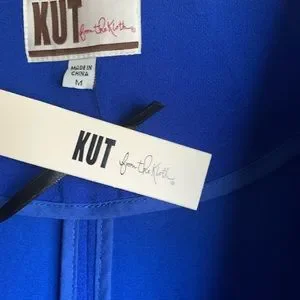 KUT from the Kloth
MADE IN
CHINA
M
KUT from the Kloth